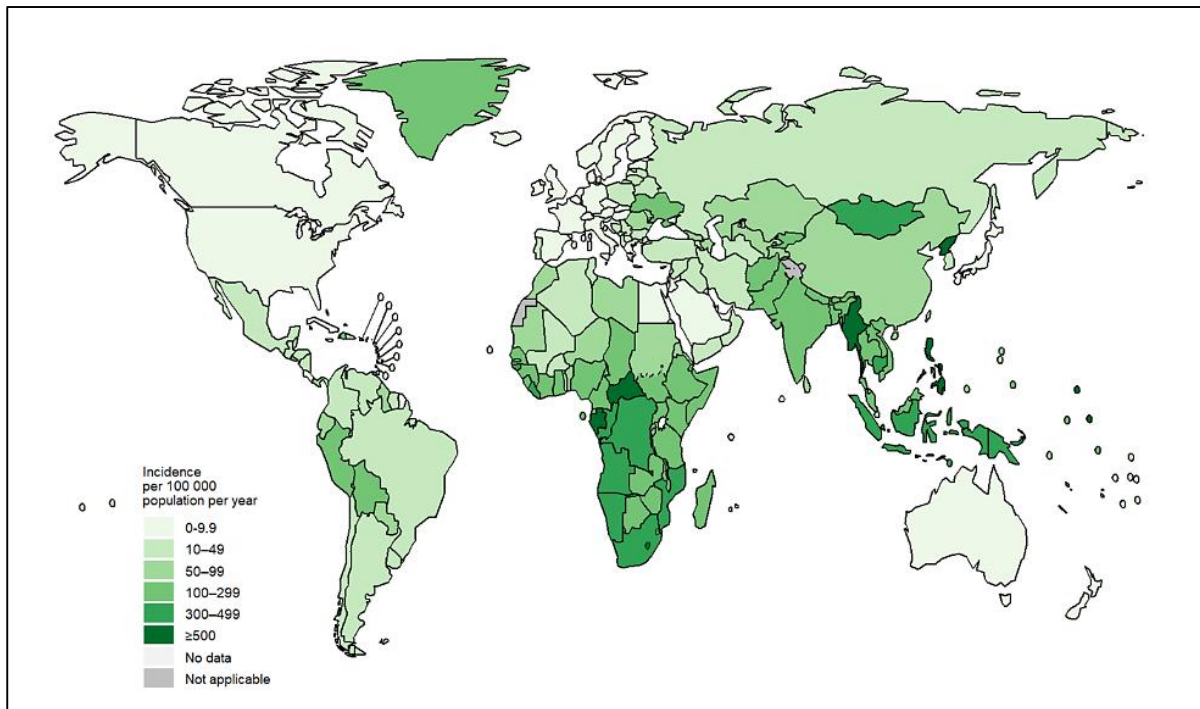 Incidence
per 100 000
population per year
0-9.9
10–49
50–99
100–299
300–499
≥500
No data
Not applicable